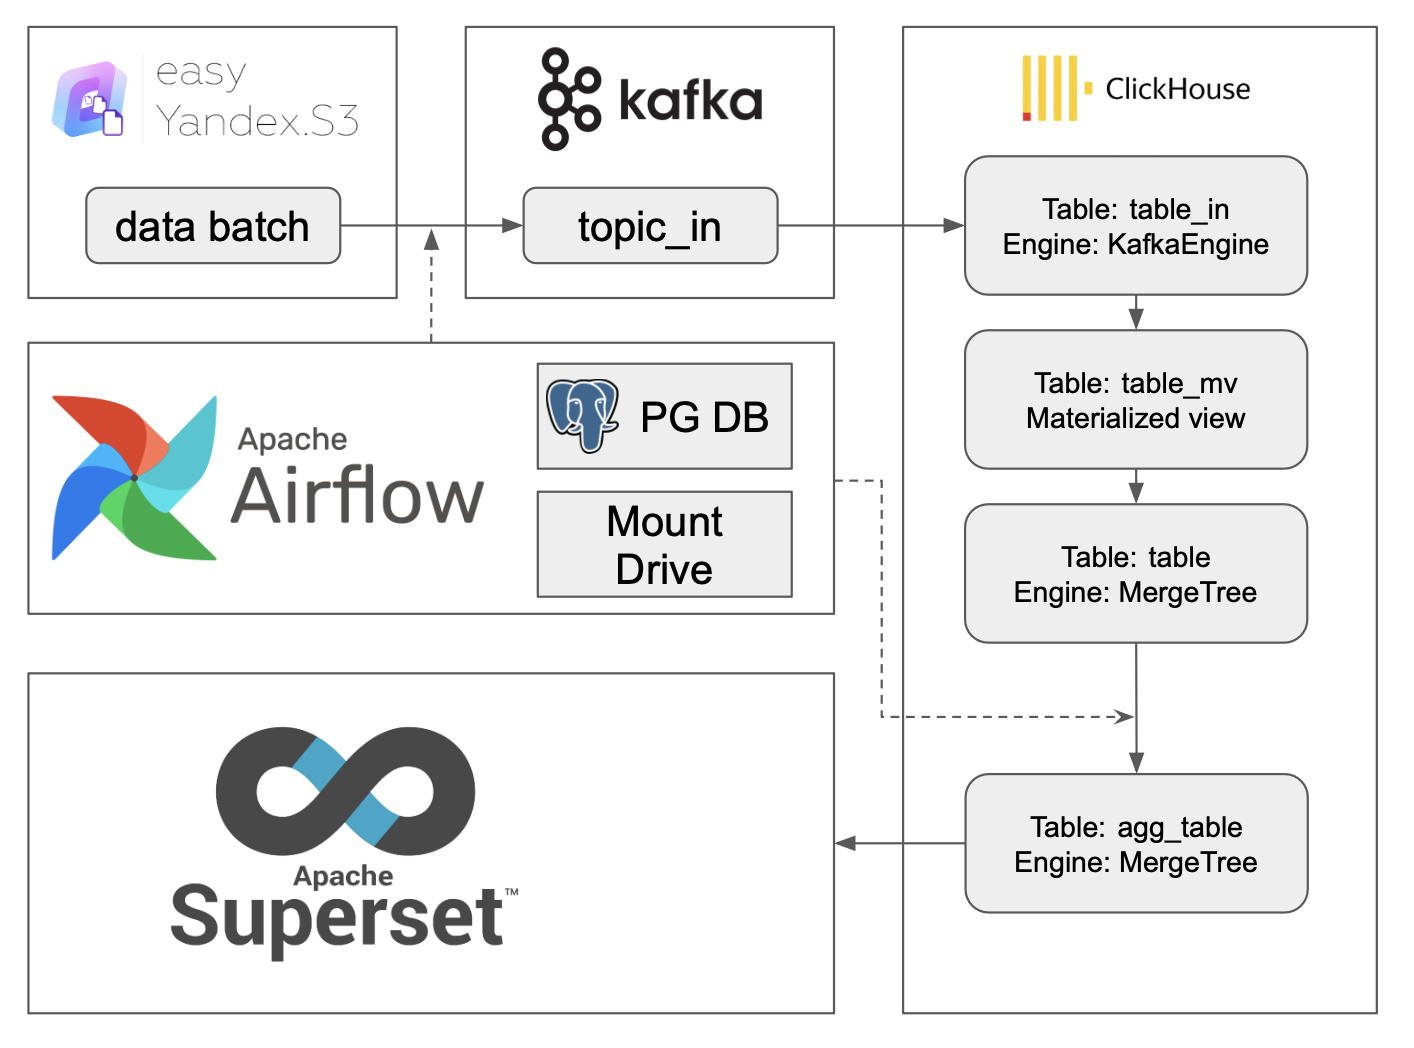 easy
Yandex.S3
data batch
kafka
topic_in
ClickHouse
Table: table_in
Engine: KafkaEngine
Table: table_mv
Materialized view
Table: table
Engine: MergeTree
Table: agg_table
Engine: MergeTree
Apache
Airflow
PG DB
Mount
Drive
Apache
Superset™